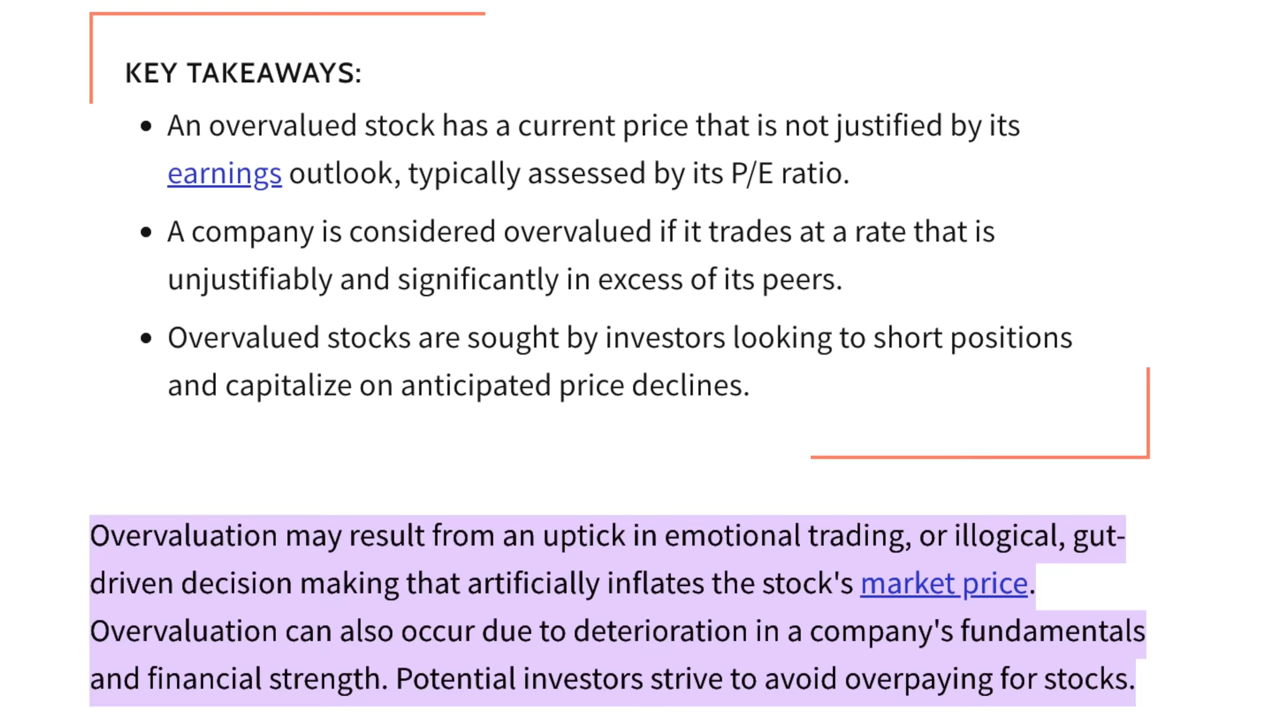 KEY TAKEAWAYS:
• An overvalued stock has a current price that is not justified by its
earnings outlook, typically assessed by its P/E ratio.
• A company is considered overvalued if it trades at a rate that is
unjustifiably and significantly in excess of its peers.
• Overvalued stocks are sought by investors looking to short positions
and capitalize on anticipated price declines.
Overvaluation may result from an uptick in emotional trading, or illogical, gut-
driven decision making that artificially inflates the stock's market price.
Overvaluation can also occur due to deterioration in a company's fundamentals
and financial strength. Potential investors strive to avoid overpaying for stocks.